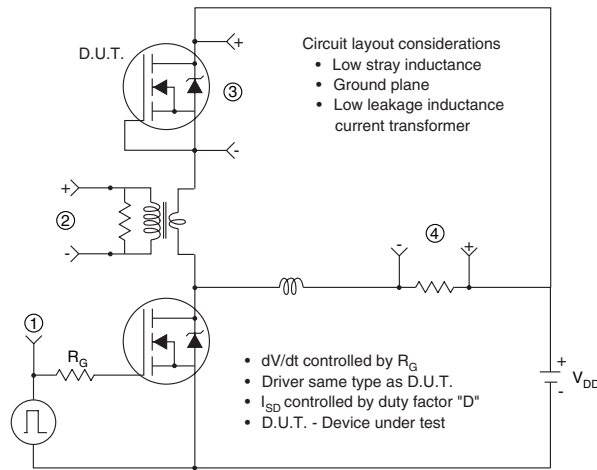 D.U.T.
+
Circuit layout considerations
• Low stray inductance
• Ground plane
• Low leakage inductance
current transformer
③
-
+
②
-
④
- +
①
R_G
• dV/dt controlled by R_G
• Driver same type as D.U.T.
• I_SD controlled by duty factor "D"
• D.U.T. - Device under test
+
V_DD
-